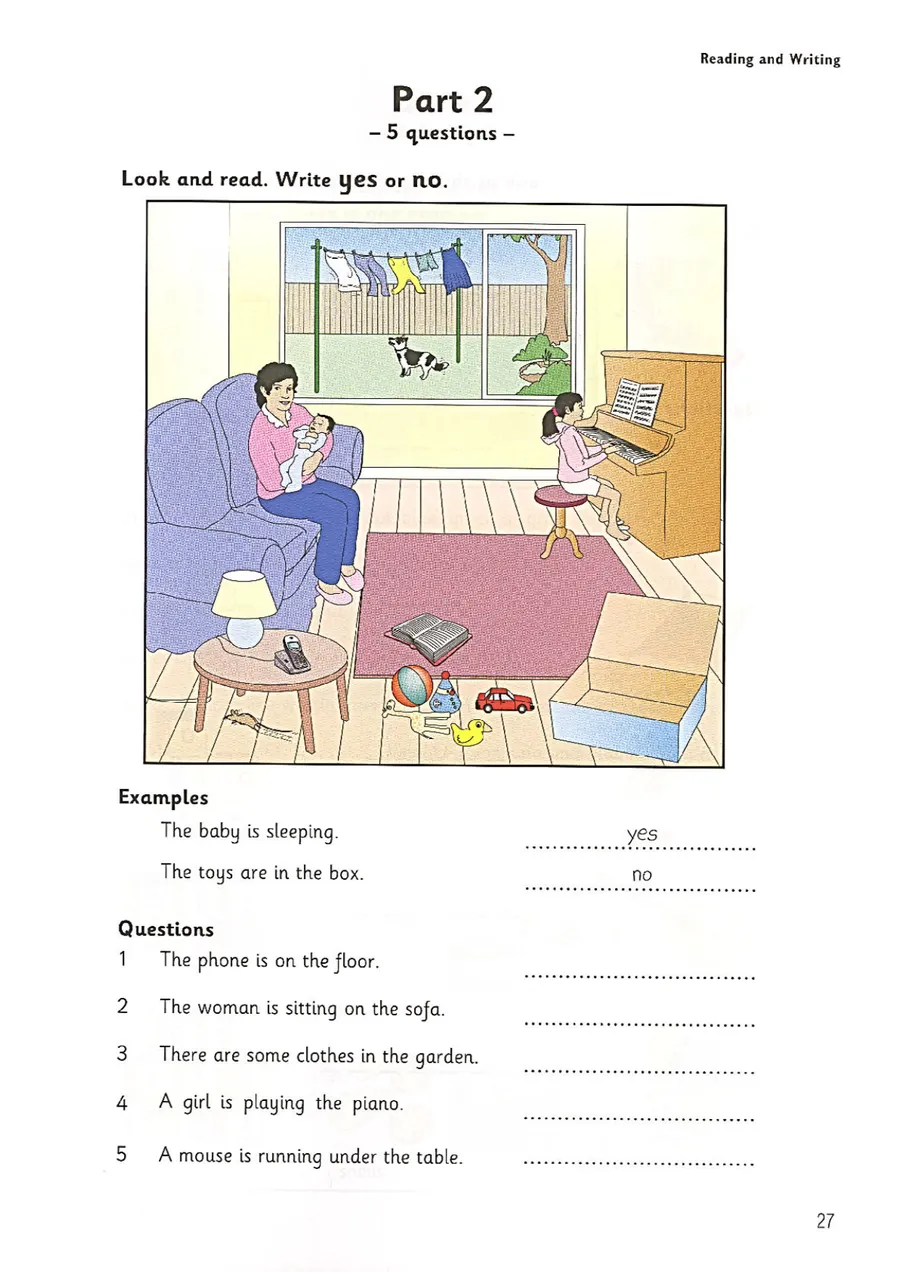 Reading and Writing
Part 2
– 5 questions –
Look and read. Write yes or no.
Examples
The baby is sleeping. yes
The toys are in the box. no
Questions
1 The phone is on the floor.
2 The woman is sitting on the sofa.
3 There are some clothes in the garden.
4 A girl is playing the piano.
5 A mouse is running under the table.
27